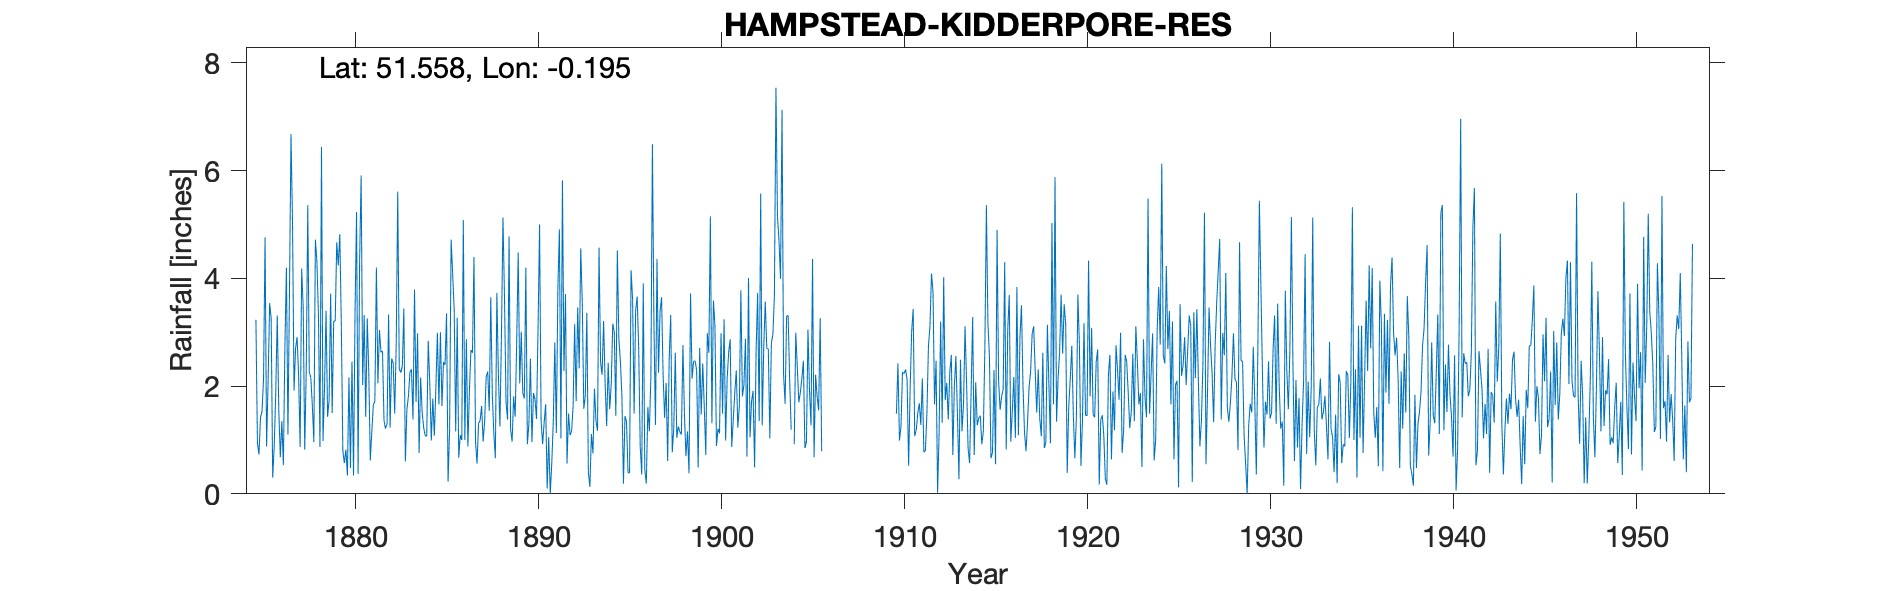 HAMPSTEAD-KIDDERPORE-RES
Lat: 51.558, Lon: -0.195
8
6
4
2
0
Rainfall [inches]
1880 1890 1900 1910 1920 1930 1940 1950
Year